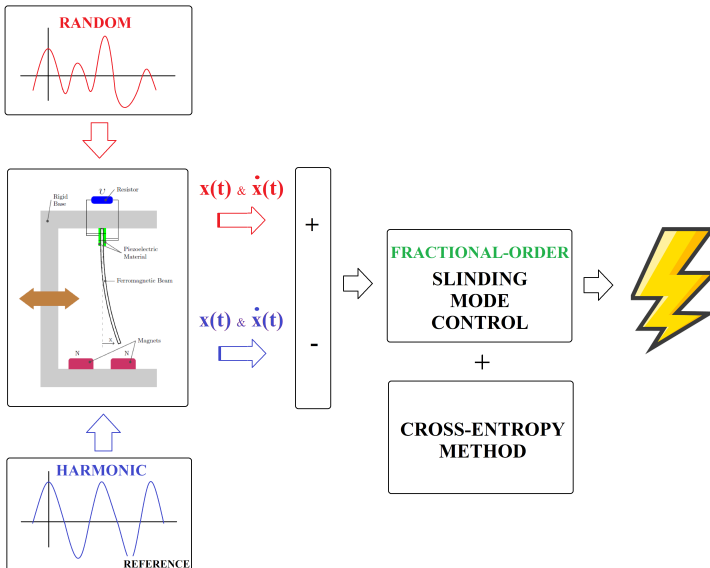 RANDOM
U
Resistor
Rigid
Base
Piezoelectric
Material
Ferromagnetic Beam
X
Magnets
N
N
x(t) & ẋ(t)
+
x(t) & ẋ(t)
-
FRACTIONAL-ORDER
SLINDING
MODE
CONTROL
+
CROSS-ENTROPY
METHOD
HARMONIC
REFERENCE